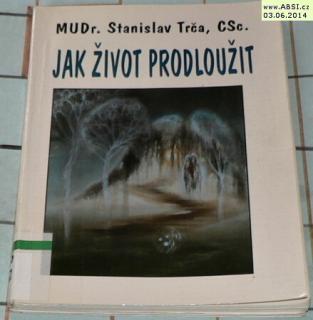 www.ABSI.cz
03.06.2014
MUDr. Stanislav Trča, CSc.
JAK ŽIVOT PRODLOUŽIT